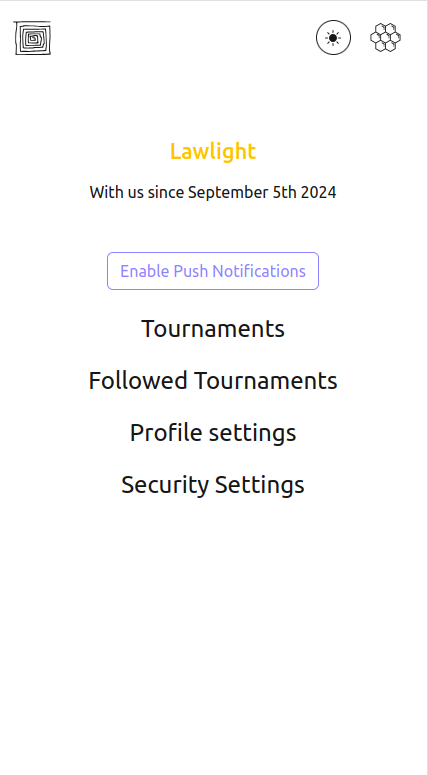 Lawlight
With us since September 5th 2024
Enable Push Notifications
Tournaments
Followed Tournaments
Profile settings
Security Settings